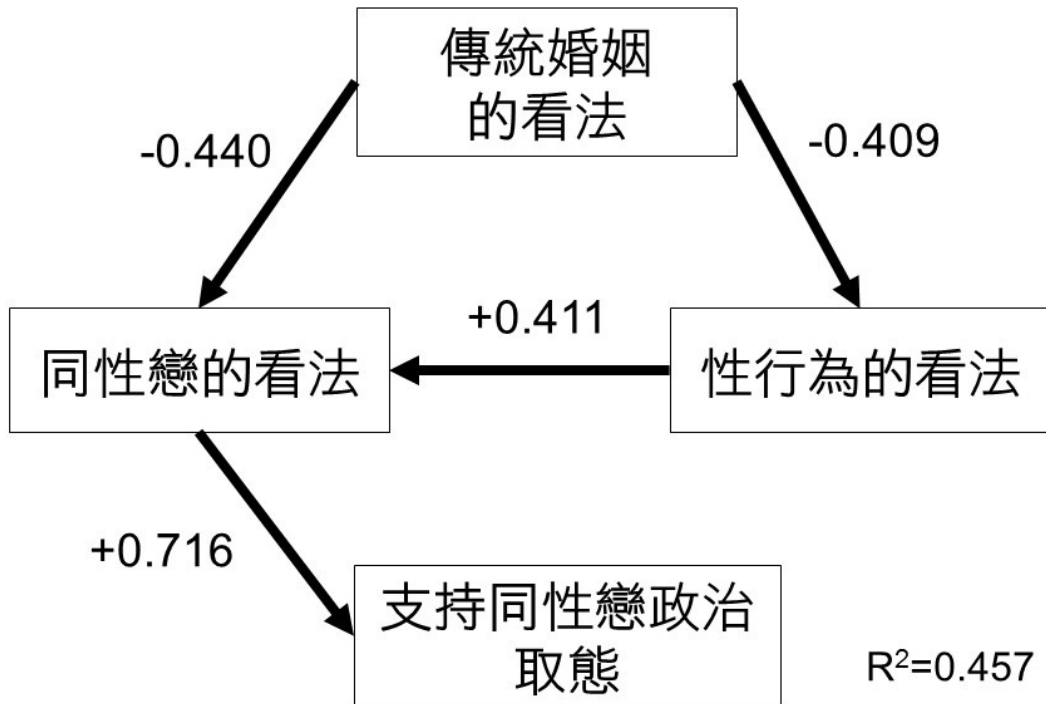 傳統婚姻
的看法
-0.440
-0.409
+0.411
同性戀的看法
性行為的看法
+0.716
支持同性戀政治
取態
R²=0.457